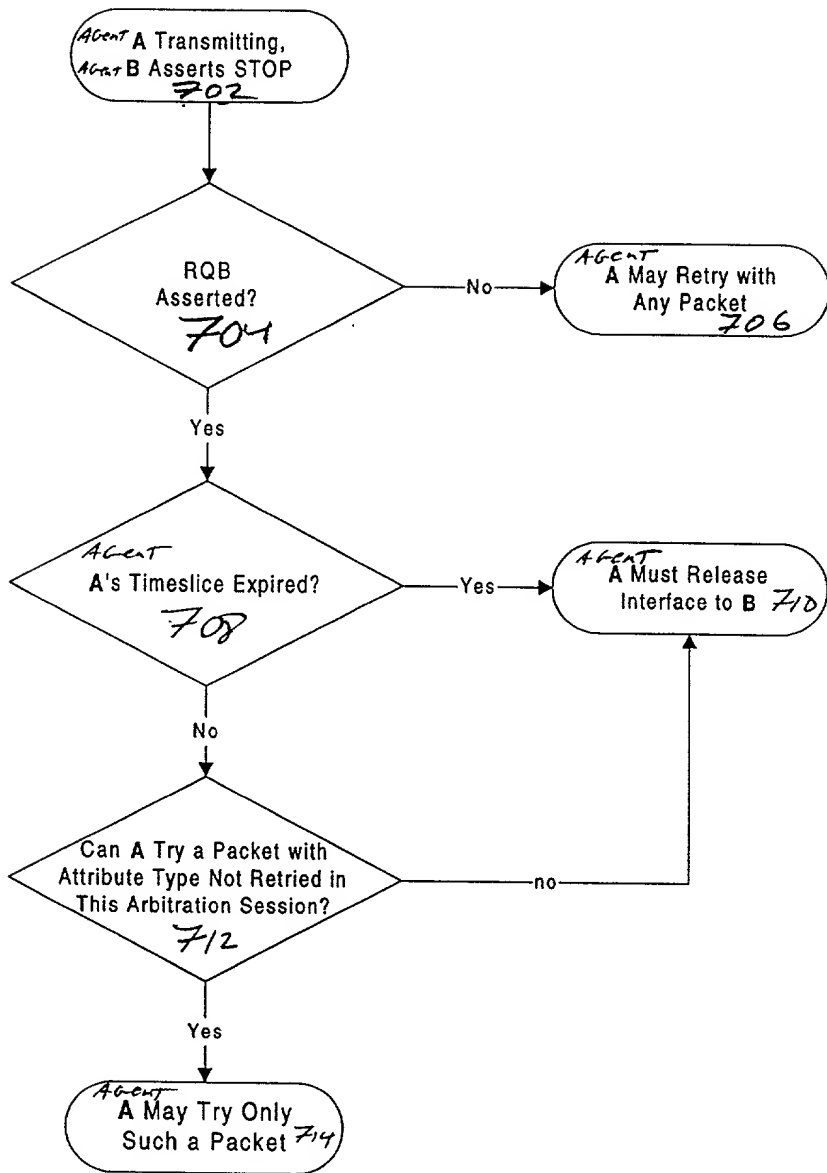 Agent A Transmitting,
Agent B Asserts STOP
702
RQB
Asserted?
704
No
Agent
A May Retry with
Any Packet
706
Yes
Agent
A's Timeslice Expired?
708
Yes
Agent
A Must Release
Interface to B 710
No
Can A Try a Packet with
Attribute Type Not Retried in
This Arbitration Session?
712
no
Yes
Agent
A May Try Only
Such a Packet 714